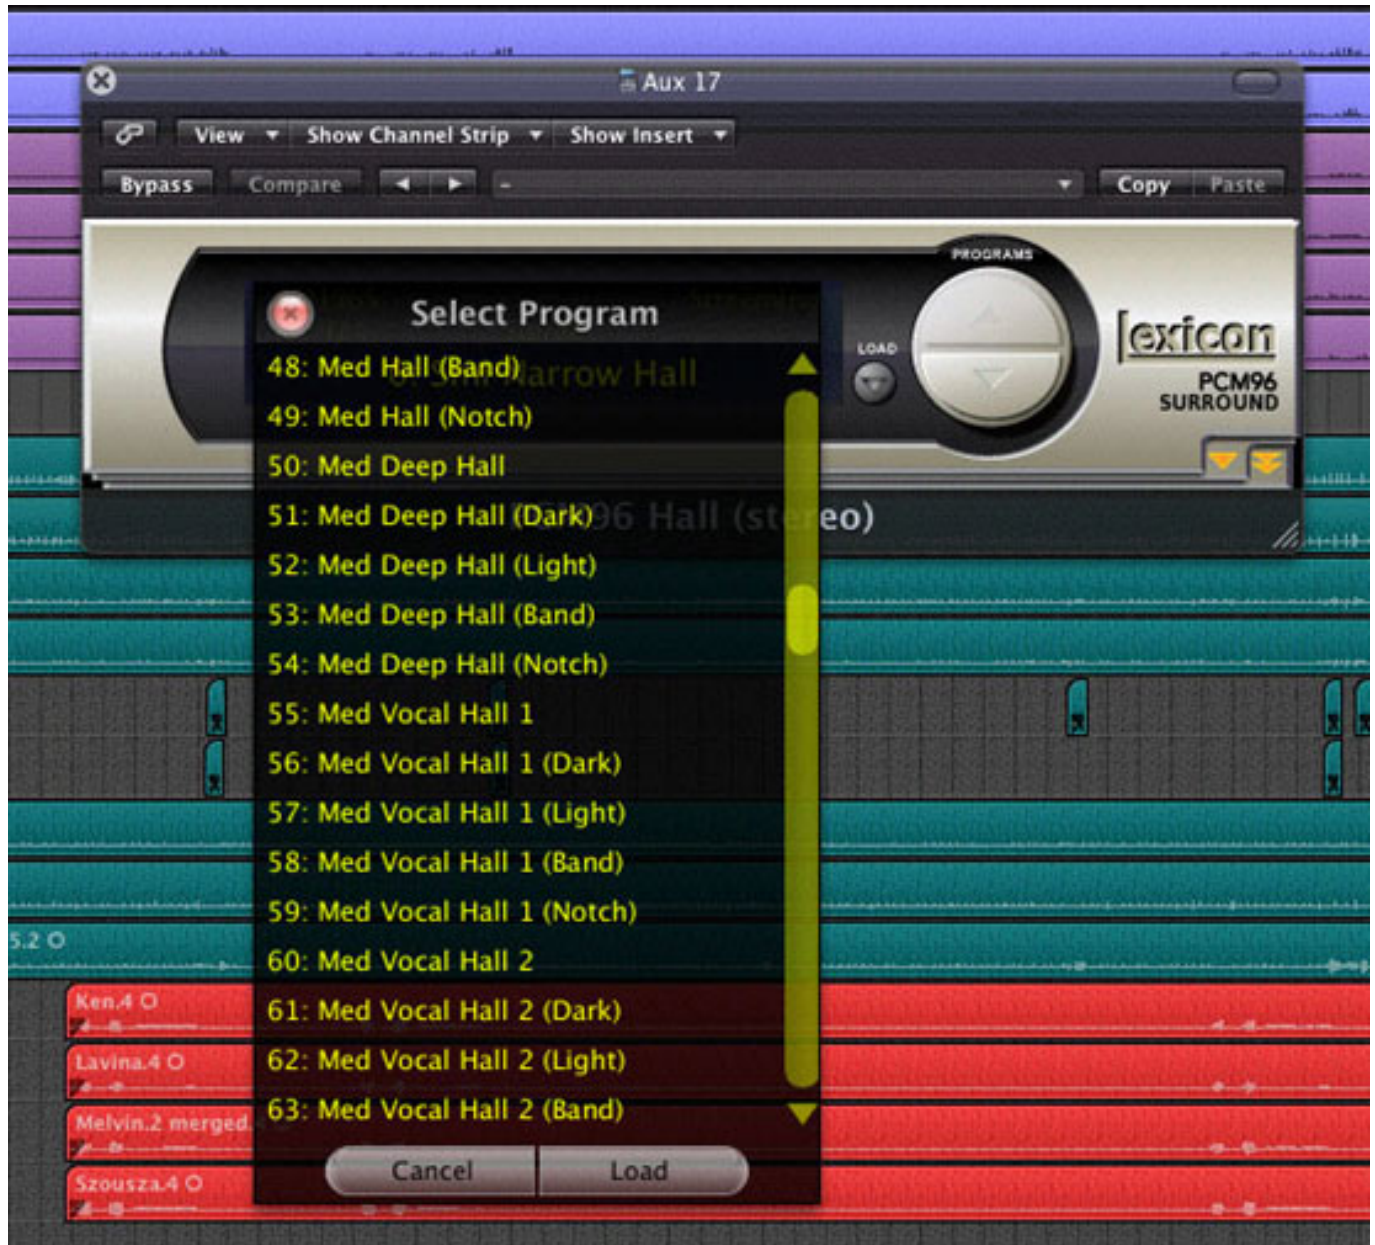 Aux 17
View Show Channel Strip Show Insert
Bypass Compare - Copy Paste
PROGRAMS
LOAD
lexicon
PCM96
SURROUND
Select Program
Narrow Hall
48: Med Hall (Band)
49: Med Hall (Notch)
50: Med Deep Hall
51: Med Deep Hall (Dark)
PCM96 Hall (stereo)
52: Med Deep Hall (Light)
53: Med Deep Hall (Band)
54: Med Deep Hall (Notch)
55: Med Vocal Hall 1
56: Med Vocal Hall 1 (Dark)
57: Med Vocal Hall 1 (Light)
58: Med Vocal Hall 1 (Band)
59: Med Vocal Hall 1 (Notch)
60: Med Vocal Hall 2
61: Med Vocal Hall 2 (Dark)
62: Med Vocal Hall 2 (Light)
63: Med Vocal Hall 2 (Band)
Cancel Load
5.2
Ken.4
Lavina.4
Melvin.2 merged.
Szousza.4